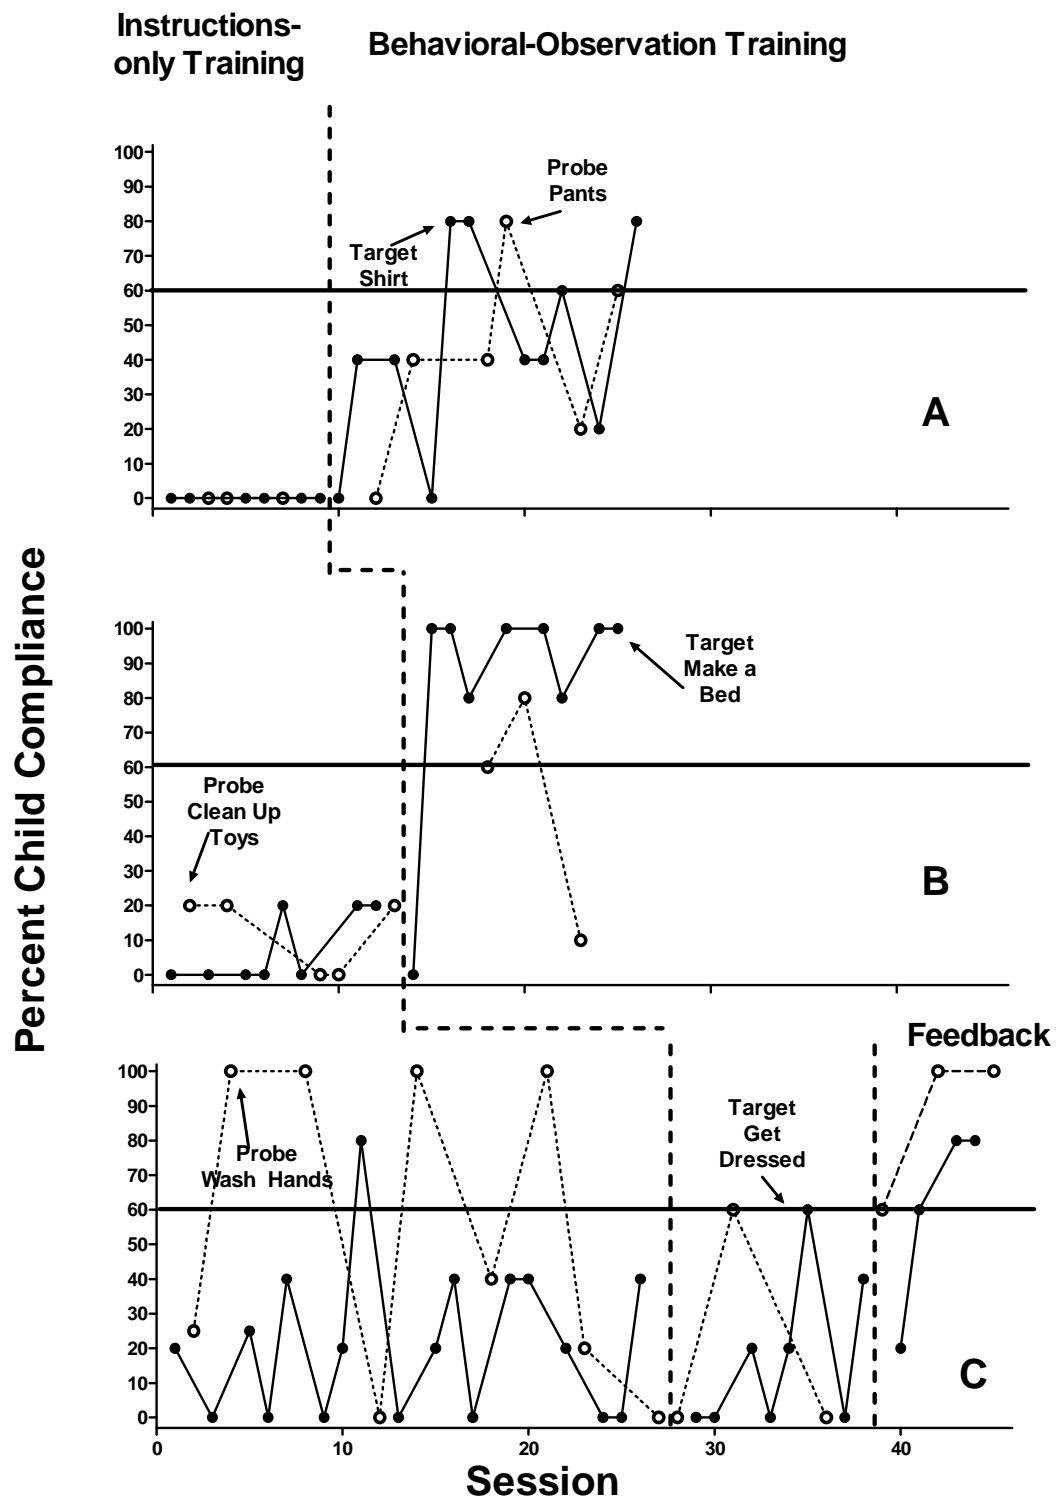 Instructions-
only Training
Behavioral-Observation Training
100
90
80
70
60
50
40
30
20
10
0
Probe
Pants
Target
Shirt
A
Percent Child Compliance
100
90
80
70
60
50
40
30
20
10
0
Target
Make a
Bed
Probe
Clean Up
Toys
B
Feedback
100
90
80
70
60
50
40
30
20
10
0
Probe
Wash Hands
Target
Get
Dressed
C
0 10 20 30 40
Session